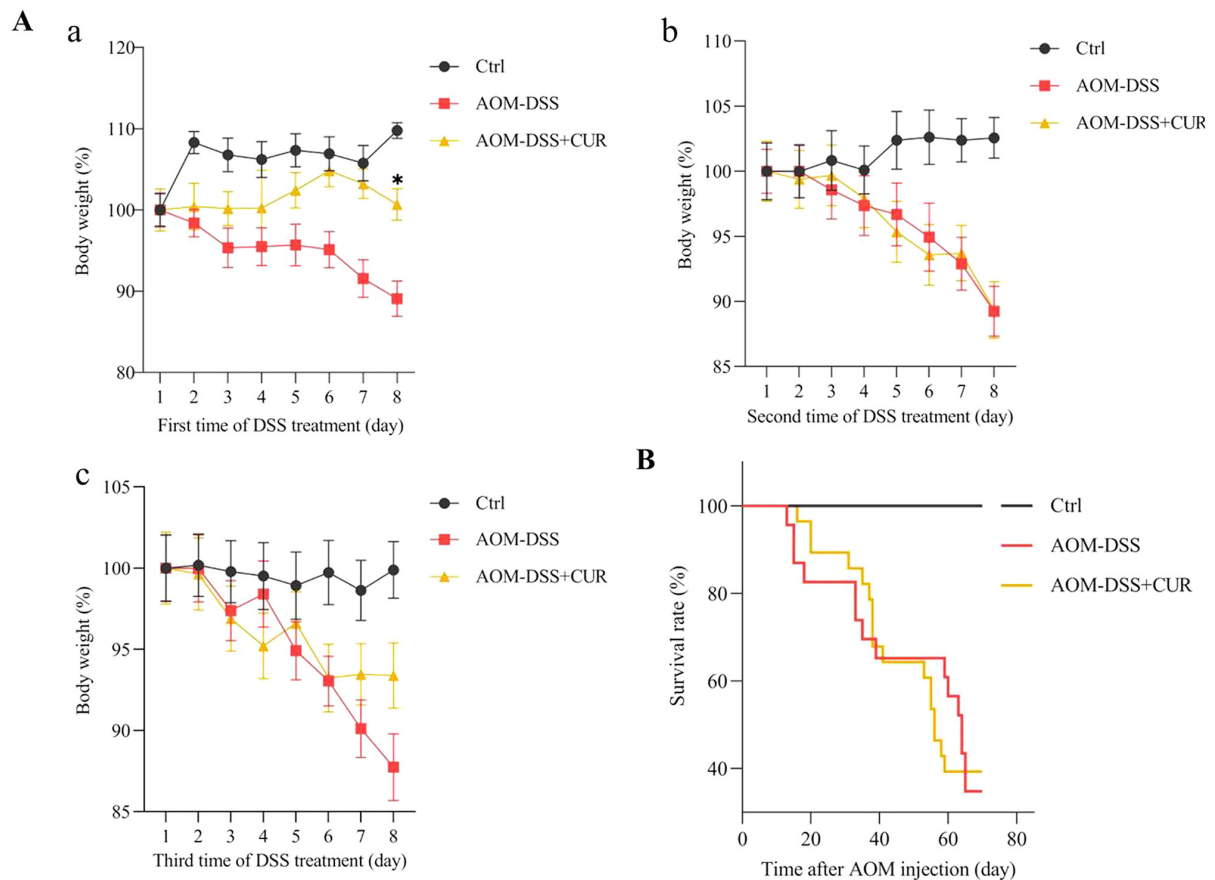 A
a
120
110
100
90
80
Body weight (%)
1 2 3 4 5 6 7 8
First time of DSS treatment (day)
Ctrl
AOM-DSS
AOM-DSS+CUR
*
b
110
105
100
95
90
85
Body weight (%)
1 2 3 4 5 6 7 8
Second time of DSS treatment (day)
Ctrl
AOM-DSS
AOM-DSS+CUR
c
105
100
95
90
85
Body weight (%)
1 2 3 4 5 6 7 8
Third time of DSS treatment (day)
Ctrl
AOM-DSS
AOM-DSS+CUR
B
100
80
60
40
Survival rate (%)
0 20 40 60 80
Time after AOM injection (day)
Ctrl
AOM-DSS
AOM-DSS+CUR